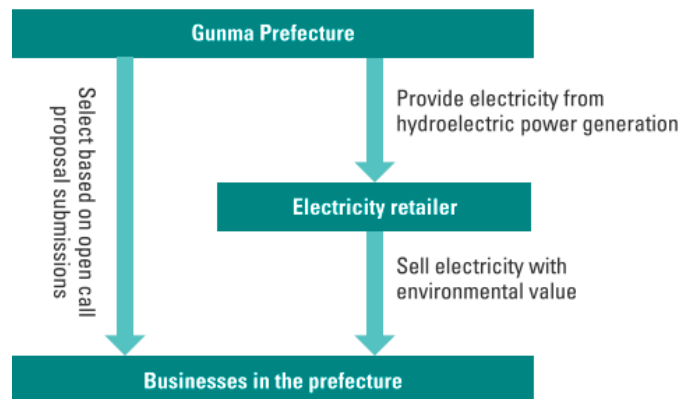 Gunma Prefecture
Select based on open call
proposal submissions
Provide electricity from
hydroelectric power generation
Electricity retailer
Sell electricity with
environmental value
Businesses in the prefecture